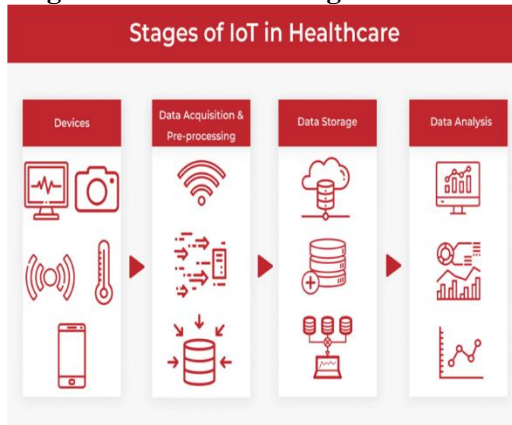 Stages of IoT in Healthcare
Devices
Data Acquisition &
Pre-processing
Data Storage
Data Analysis